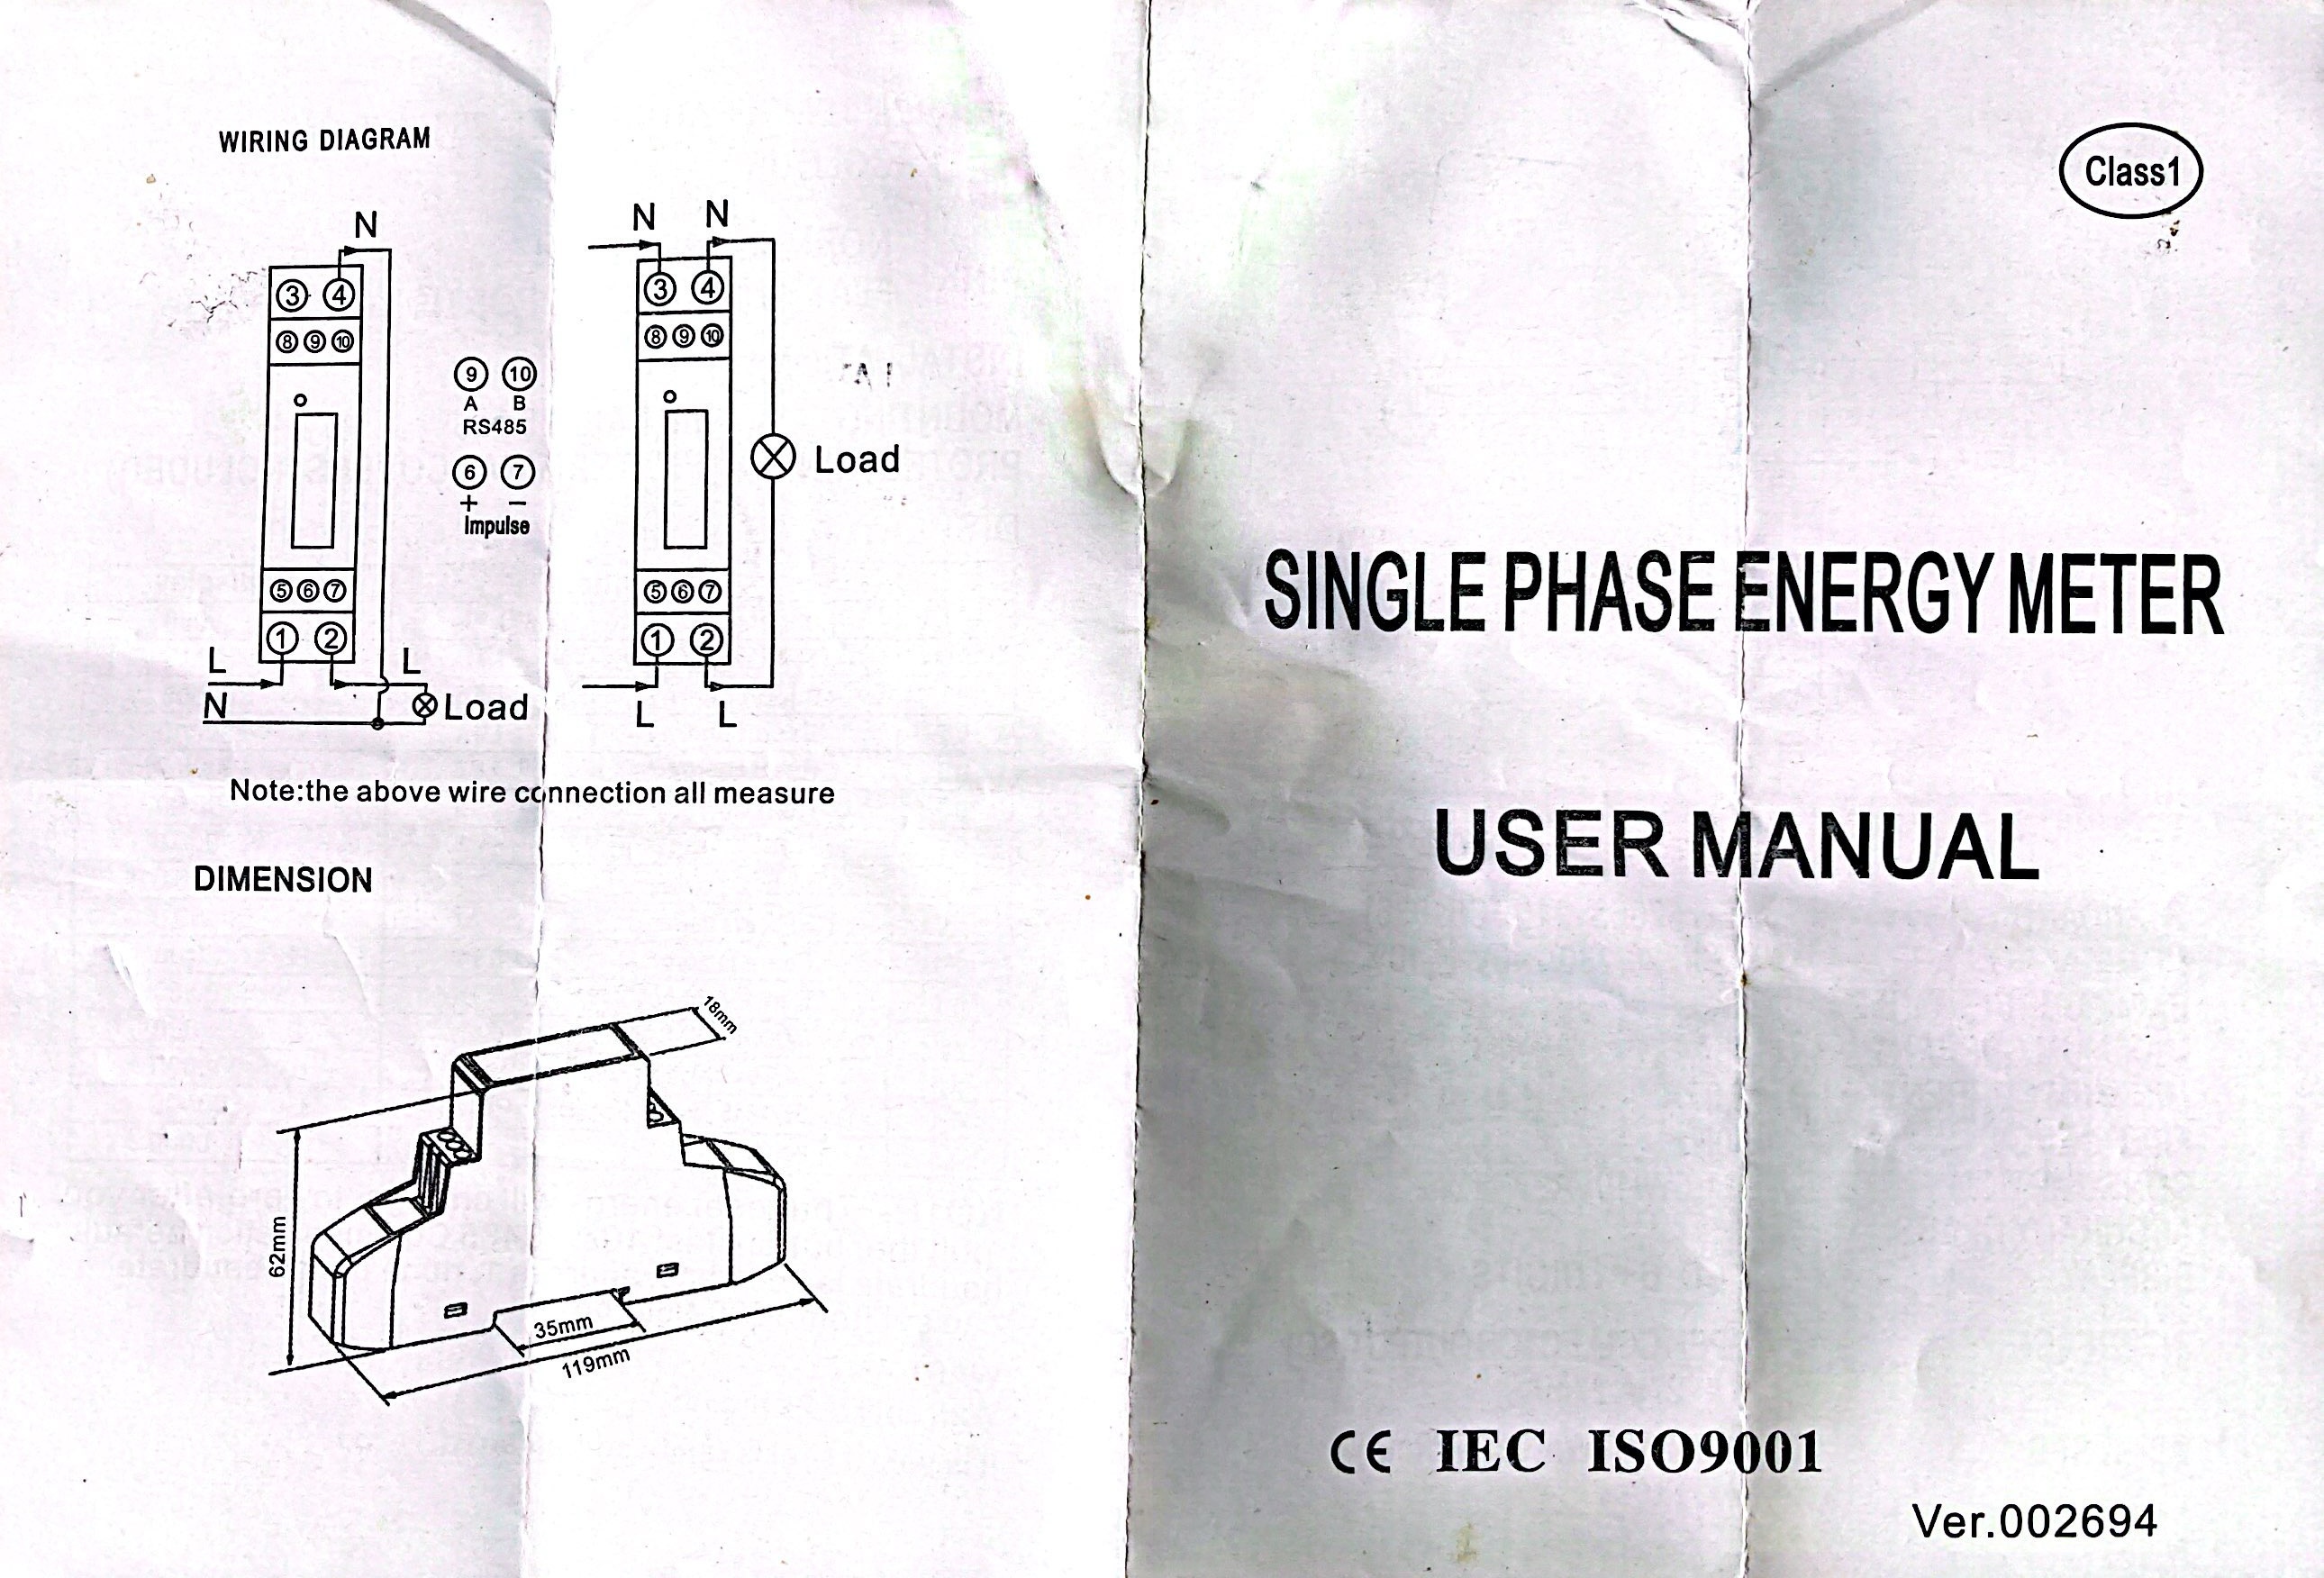 WIRING DIAGRAM
N
3 4
8 9 10
5 6 7
1 2
L
L
N
Load
9 10
A B
RS485
6 7
+ −
Impulse
N N
3 4
8 9 10
Load
5 6 7
1 2
L L
Note:the above wire connection all measure
DIMENSION
18mm
62mm
35mm
119mm
Class1
SINGLE PHASE ENERGY METER
USER MANUAL
CE IEC ISO9001
Ver.002694